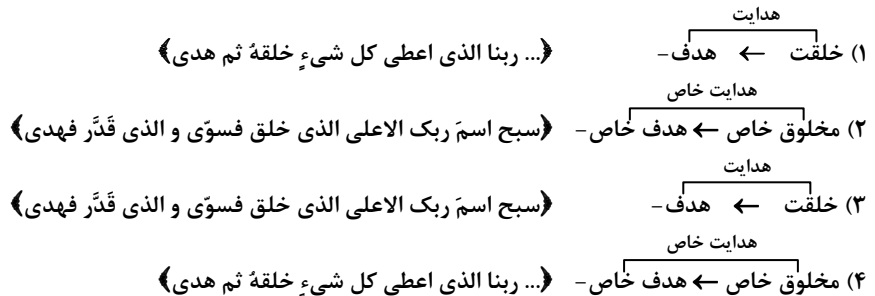 هدایت
۱) خلقت ← هدف – ﴿... ربنا الذی اعطی کل شیءٍ خلقهُ ثم هدی﴾
هدایت خاص
۲) مخلوق خاص ← هدف خاص – ﴿سبح اسمَ ربک الاعلی الذی خلق فسوّی و الذی قَدَّر فهدی﴾
هدایت
۳) خلقت ← هدف – ﴿سبح اسمَ ربک الاعلی الذی خلق فسوّی و الذی قَدَّر فهدی﴾
هدایت خاص
۴) مخلوق خاص ← هدف خاص – ﴿... ربنا الذی اعطی کل شیءٍ خلقهُ ثم هدی﴾